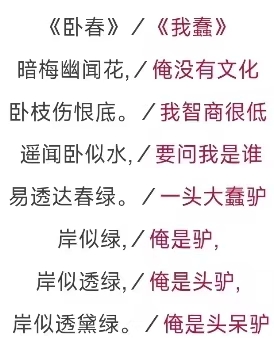 《卧春》/《我蠢》
暗梅幽闻花,/俺没有文化
卧枝伤恨底。/我智商很低
遥闻卧似水,/要问我是谁
易透达春绿。/一头大蠢驴
岸似绿,/俺是驴,
岸似透绿,/俺是头驴,
岸似透黛绿。/俺是头呆驴